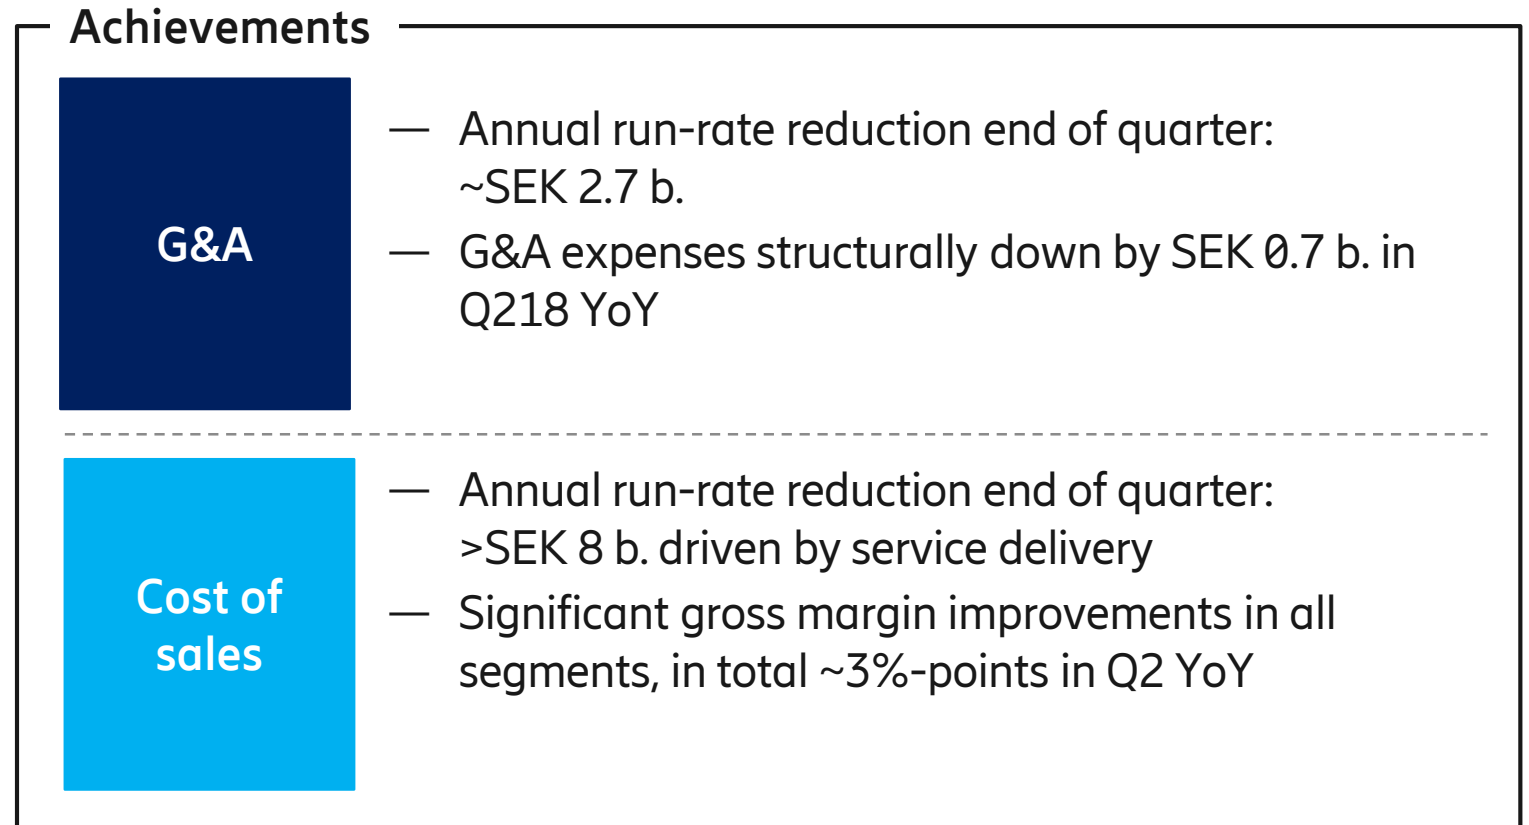 Achievements
G&A
— Annual run-rate reduction end of quarter:
~SEK 2.7 b.
— G&A expenses structurally down by SEK 0.7 b. in
Q218 YoY
Cost of
sales
— Annual run-rate reduction end of quarter:
>SEK 8 b. driven by service delivery
— Significant gross margin improvements in all
segments, in total ~3%-points in Q2 YoY